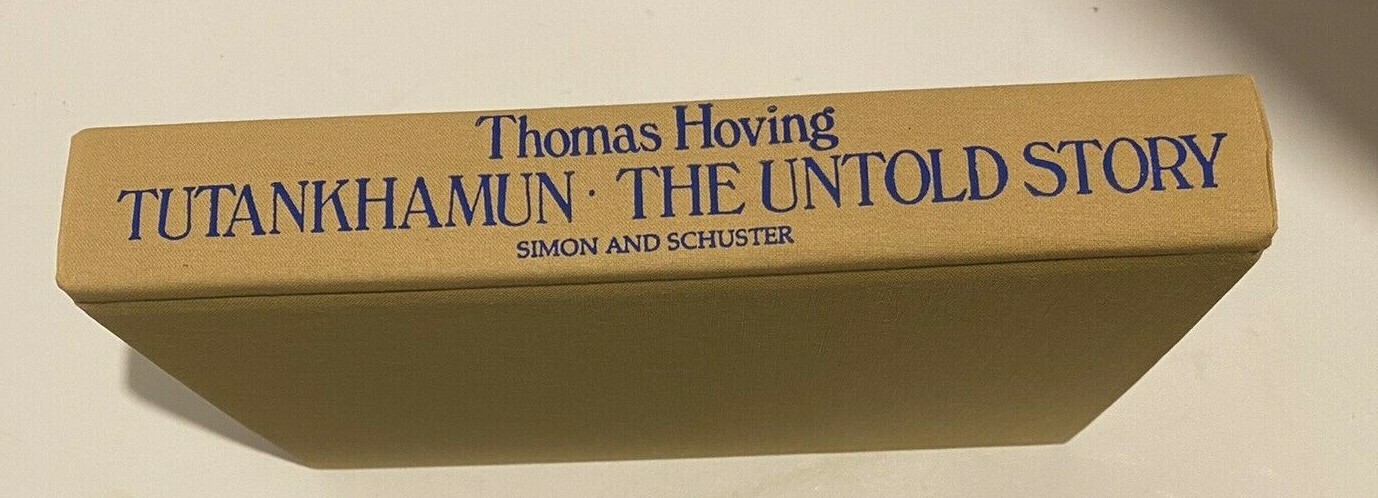 Thomas Hoving
TUTANKHAMUN · THE UNTOLD STORY
SIMON AND SCHUSTER